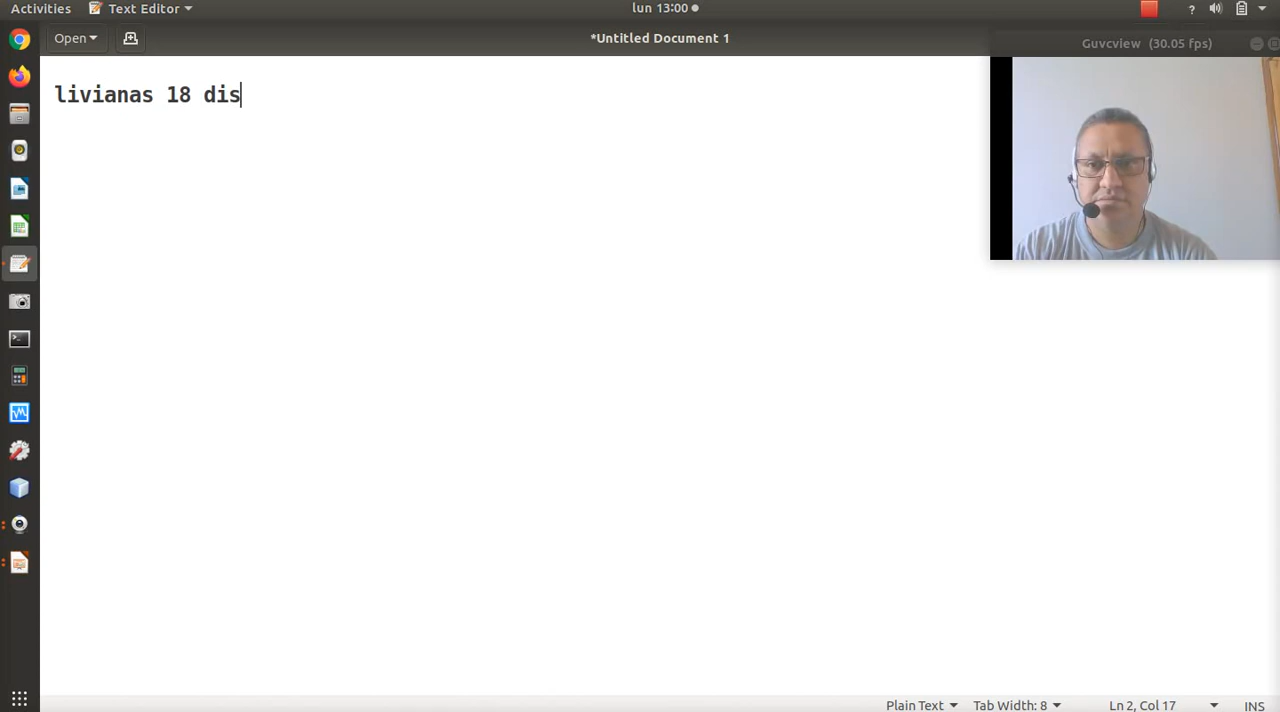 Activities Text Editor lun 13:00 ?
Open *Untitled Document 1
Guvcview (30.05 fps)
livianas 18 dis
Plain Text Tab Width: 8 Ln 2, Col 17 INS